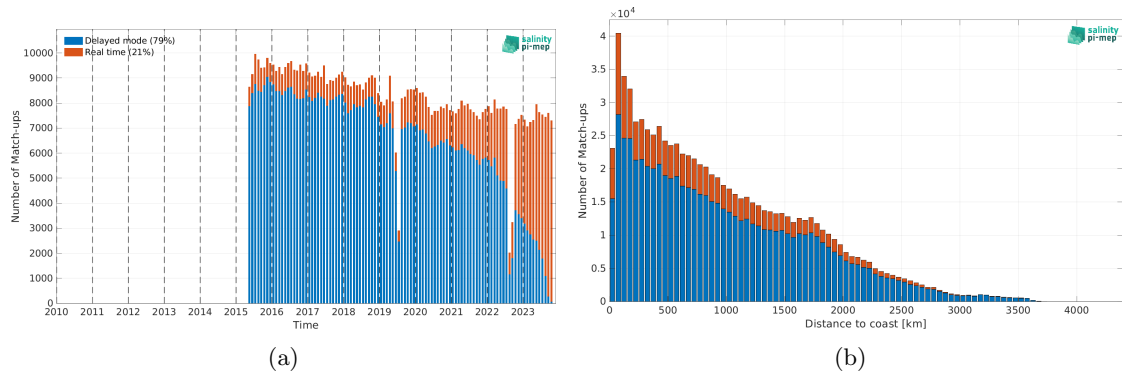 Delayed mode (79%)
Real time (21%)
salinity
pi-mep
10000
9000
8000
7000
6000
5000
4000
3000
2000
1000
0
Number of Match-ups
2010 2011 2012 2013 2014 2015 2016 2017 2018 2019 2020 2021 2022 2023
Time
(a)
×10⁴
salinity
pi-mep
4
3.5
3
2.5
2
1.5
1
0.5
0
Number of Match-ups
0 500 1000 1500 2000 2500 3000 3500 4000
Distance to coast [km]
(b)